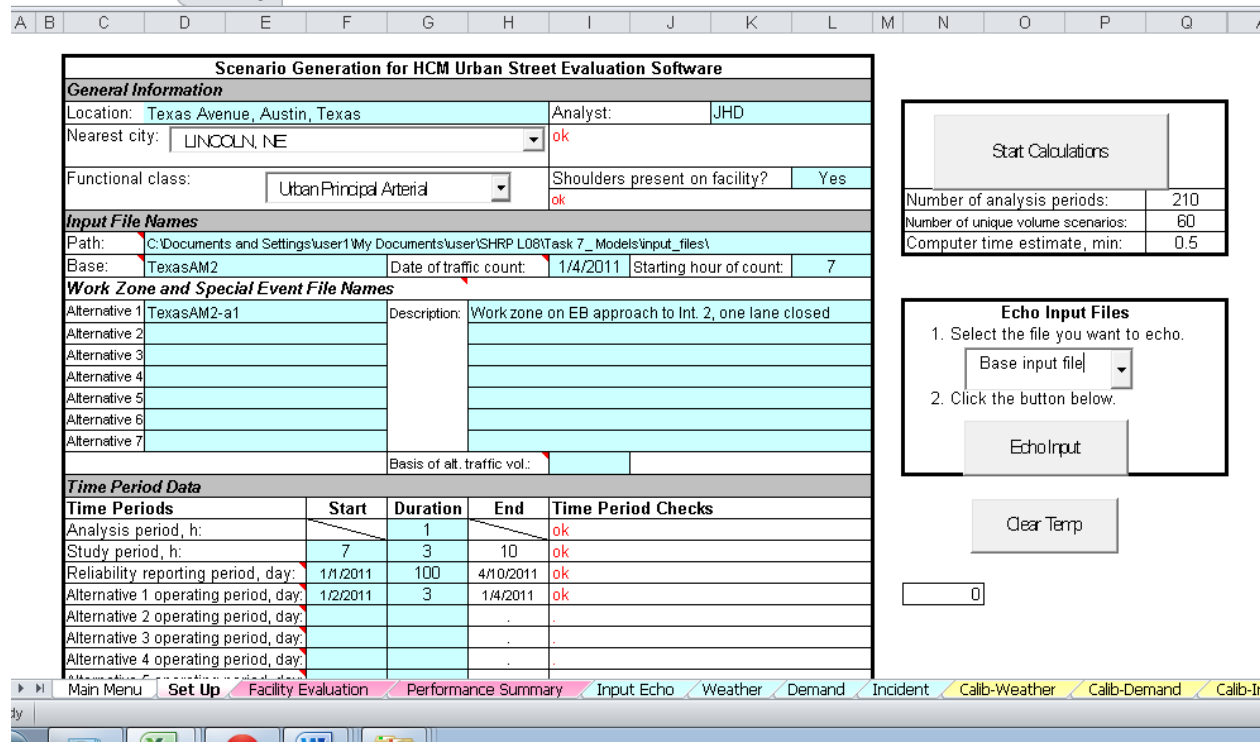 A B C D E F G H I J K L M N O P Q
Scenario Generation for HCM Urban Street Evaluation Software
General Information
Location: Texas Avenue, Austin, Texas Analyst: JHD
Nearest city: LINCOLN, NE ok
Functional class: Urban Principal Arterial Shoulders present on facility? Yes
ok
Input File Names
Path: C:\Documents and Settings\user1\My Documents\user\SHRP L08\Task 7_ Models\input_files\
Base: TexasAM2 Date of traffic count: 1/4/2011 Starting hour of count: 7
Work Zone and Special Event File Names
Alternative 1 TexasAM2-a1 Description: Work zone on EB approach to Int. 2, one lane closed
Alternative 2
Alternative 3
Alternative 4
Alternative 5
Alternative 6
Alternative 7
Basis of alt. traffic vol.:
Time Period Data
Time Periods Start Duration End Time Period Checks
Analysis period, h: 1 ok
Study period, h: 7 3 10 ok
Reliability reporting period, day: 1/1/2011 100 4/10/2011 ok
Alternative 1 operating period, day: 1/2/2011 3 1/4/2011 ok
Alternative 2 operating period, day: . .
Alternative 3 operating period, day: . .
Alternative 4 operating period, day: . .
Start Calculations
Number of analysis periods: 210
Number of unique volume scenarios: 60
Computer time estimate, min: 0.5
Echo Input Files
1. Select the file you want to echo.
Base input file
2. Click the button below.
Echo Input
Clear Temp
0
Main Menu Set Up Facility Evaluation Performance Summary Input Echo Weather Demand Incident Calib-Weather Calib-Demand Calib-I